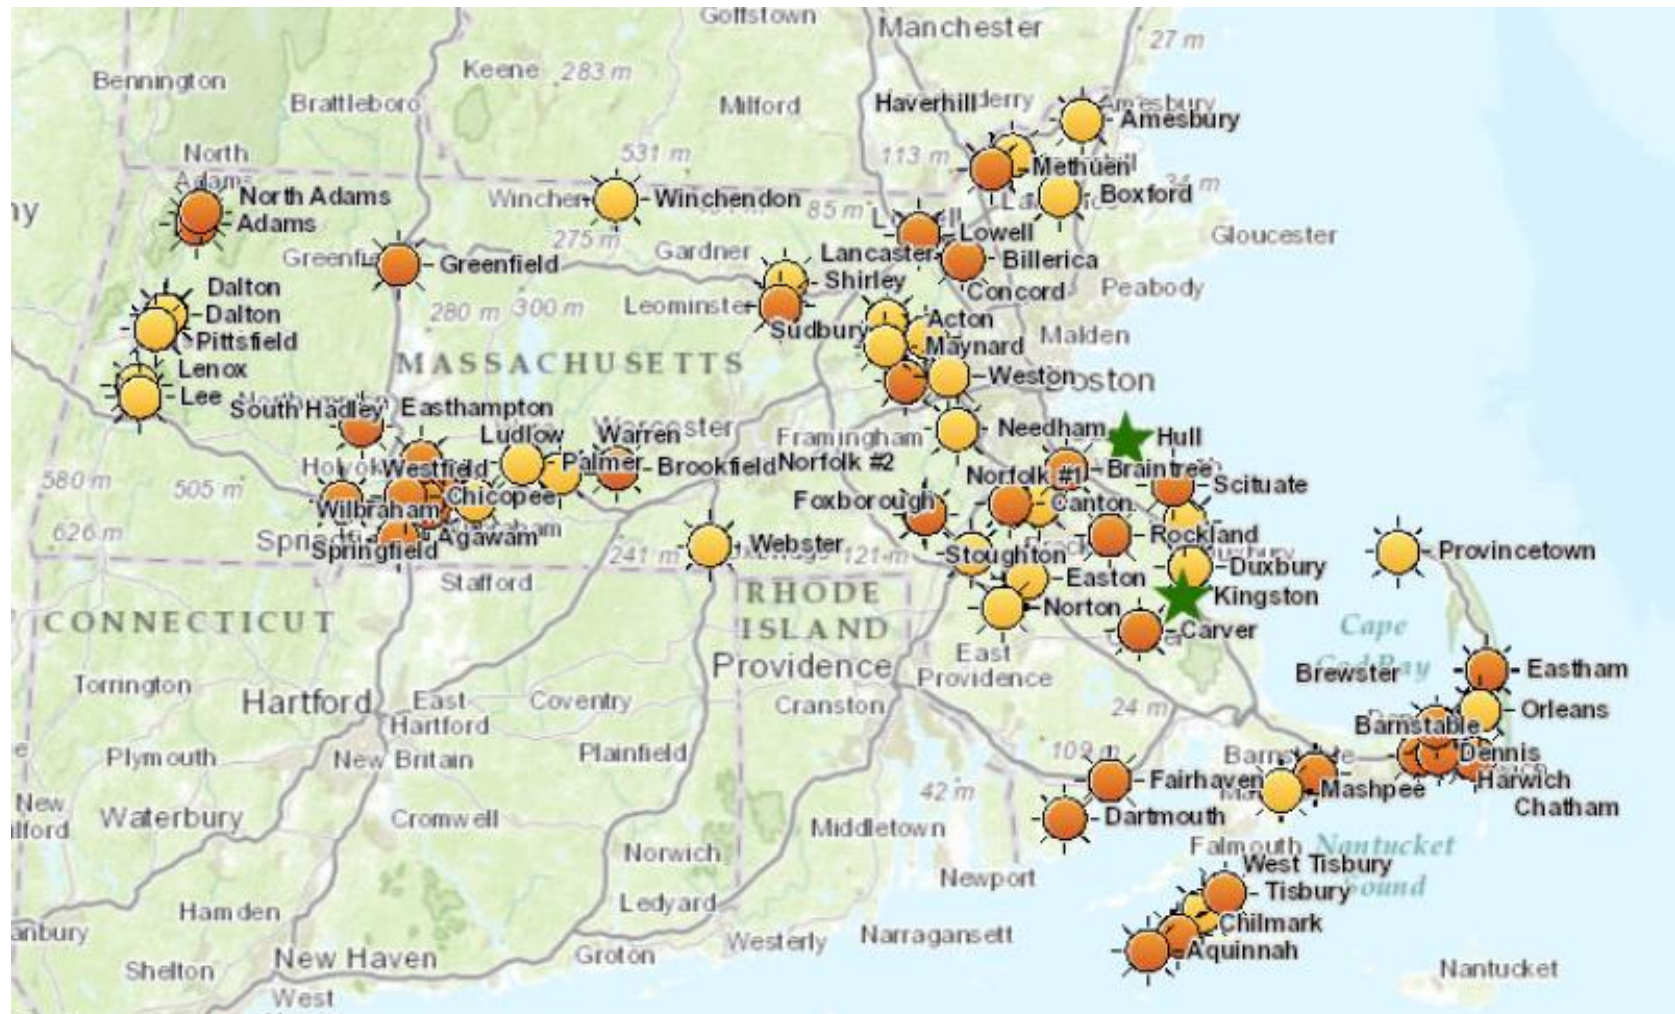 Goffstown
Manchester
27 m
Keene
283 m
Bennington
Brattleboro
Milford
Haverhill
Amesbury
Amesbury
North
Adams
531 m
113 m
Methuen
North Adams
Winchendon
85 m
Boxford
34 m
Adams
Lowell
Gloucester
275 m
Gardner
Lancaster
Billerica
Greenfield
Shirley
Concord
Peabody
Dalton
280 m
300 m
Leominster
Dalton
Sudbury
Acton
Malden
Pittsfield
Maynard
MASSACHUSETTS
Lenox
Weston
Boston
Lee
South Hadley
Easthampton
Ludlow
Warren
Worcester
Framingham
Needham
Hull
Westfield
Palmer
Brookfield
Norfolk #2
Norfolk #1
Braintree
580 m
505 m
Chicopee
Scituate
Wilbraham
Foxborough
Canton
626 m
Agawam
Rockland
Springfield
Webster
241 m
121 m
Stoughton
Duxbury
Provincetown
Stafford
Easton
RHODE
ISLAND
Norton
Kingston
CONNECTICUT
Carver
Cape
Cod Bay
Providence
East
Providence
Brewster
Eastham
Torrington
Hartford
East
Hartford
Coventry
Cranston
24 m
Orleans
Barnstable
Plymouth
New Britain
Plainfield
109 m
Dennis
Fairhaven
Mashpee
Harwich
42 m
Chatham
New
Waterbury
Cromwell
Middletown
Dartmouth
Falmouth
Nantucket
Sound
Norwich
West Tisbury
Newport
Tisbury
Ledyard
Hamden
Chilmark
Narragansett
Westerly
Groton
Aquinnah
New Haven
Shelton
Nantucket
West